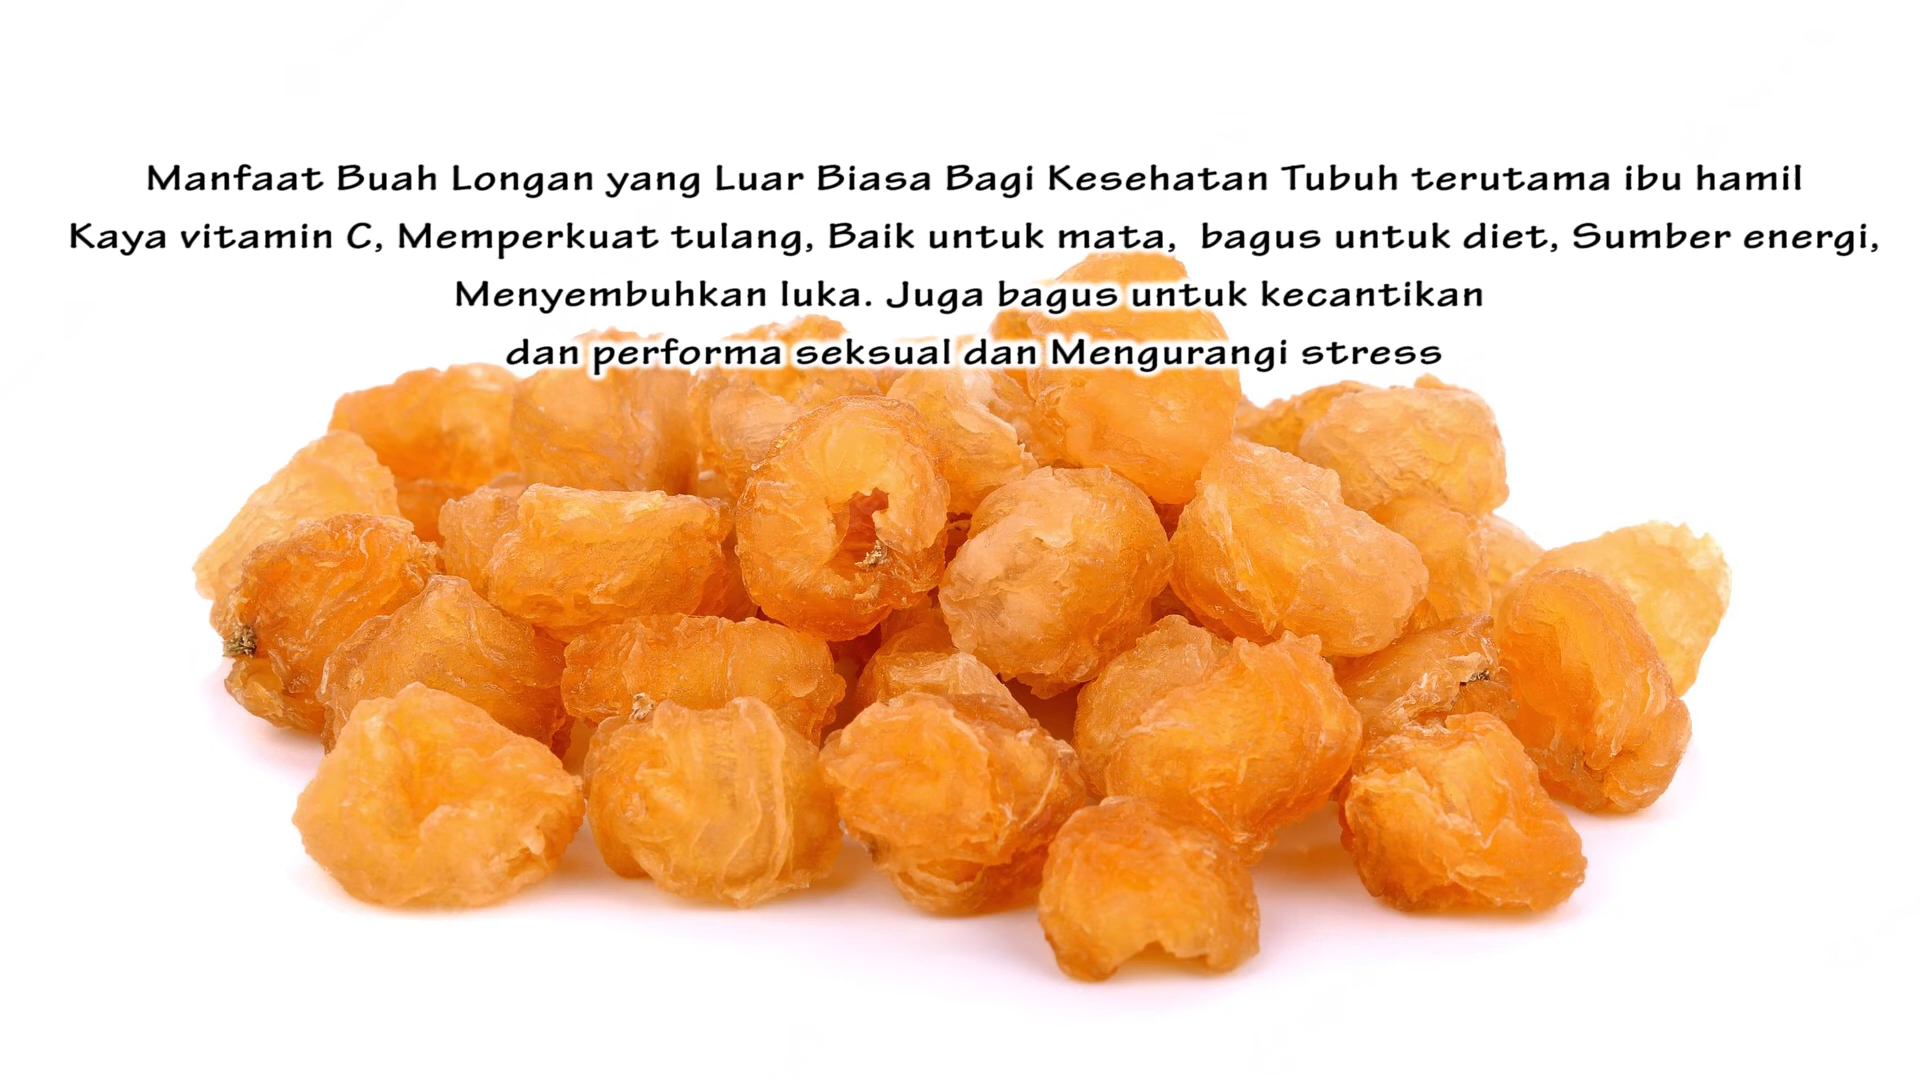 Manfaat Buah Longan yang Luar Biasa Bagi Kesehatan Tubuh terutama ibu hamil
Kaya vitamin C, Memperkuat tulang, Baik untuk mata,  bagus untuk diet, Sumber energi,
Menyembuhkan luka. Juga bagus untuk kecantikan
dan performa seksual dan Mengurangi stress